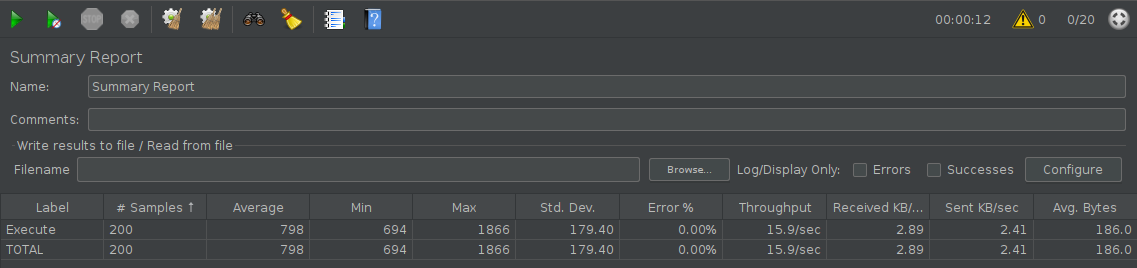 STOP 00:00:12 0 0/20
Summary Report
Name: Summary Report
Comments:
Write results to file / Read from file
Filename Browse... Log/Display Only: Errors Successes Configure
Label # Samples ↑ Average Min Max Std. Dev. Error % Throughput Received KB/... Sent KB/sec Avg. Bytes
Execute 200 798 694 1866 179.40 0.00% 15.9/sec 2.89 2.41 186.0
TOTAL 200 798 694 1866 179.40 0.00% 15.9/sec 2.89 2.41 186.0